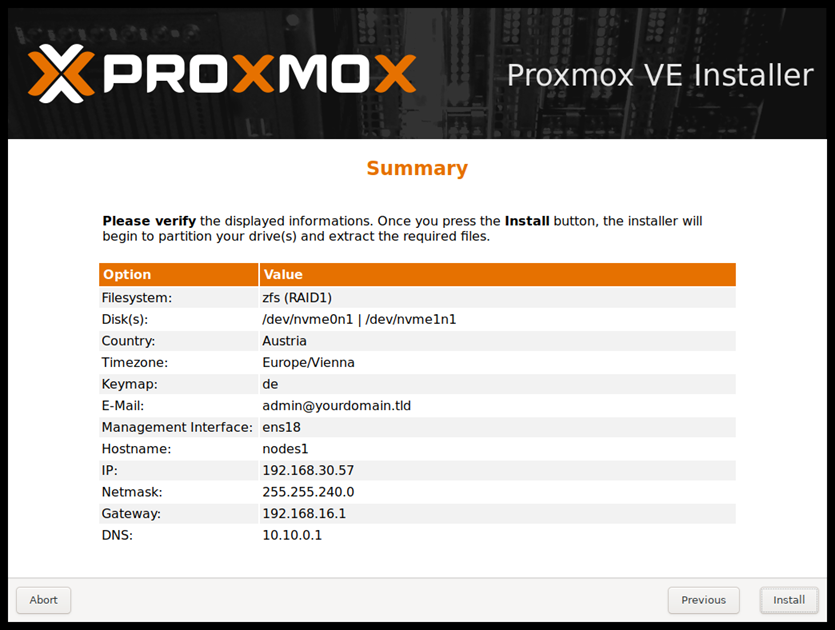 PROXMOX
Proxmox VE Installer
Summary
Please verify the displayed informations. Once you press the Install button, the installer will
begin to partition your drive(s) and extract the required files.
Option Value
Filesystem: zfs (RAID1)
Disk(s): /dev/nvme0n1 | /dev/nvme1n1
Country: Austria
Timezone: Europe/Vienna
Keymap: de
E-Mail: admin@yourdomain.tld
Management Interface: ens18
Hostname: nodes1
IP: 192.168.30.57
Netmask: 255.255.240.0
Gateway: 192.168.16.1
DNS: 10.10.0.1
Abort Previous Install